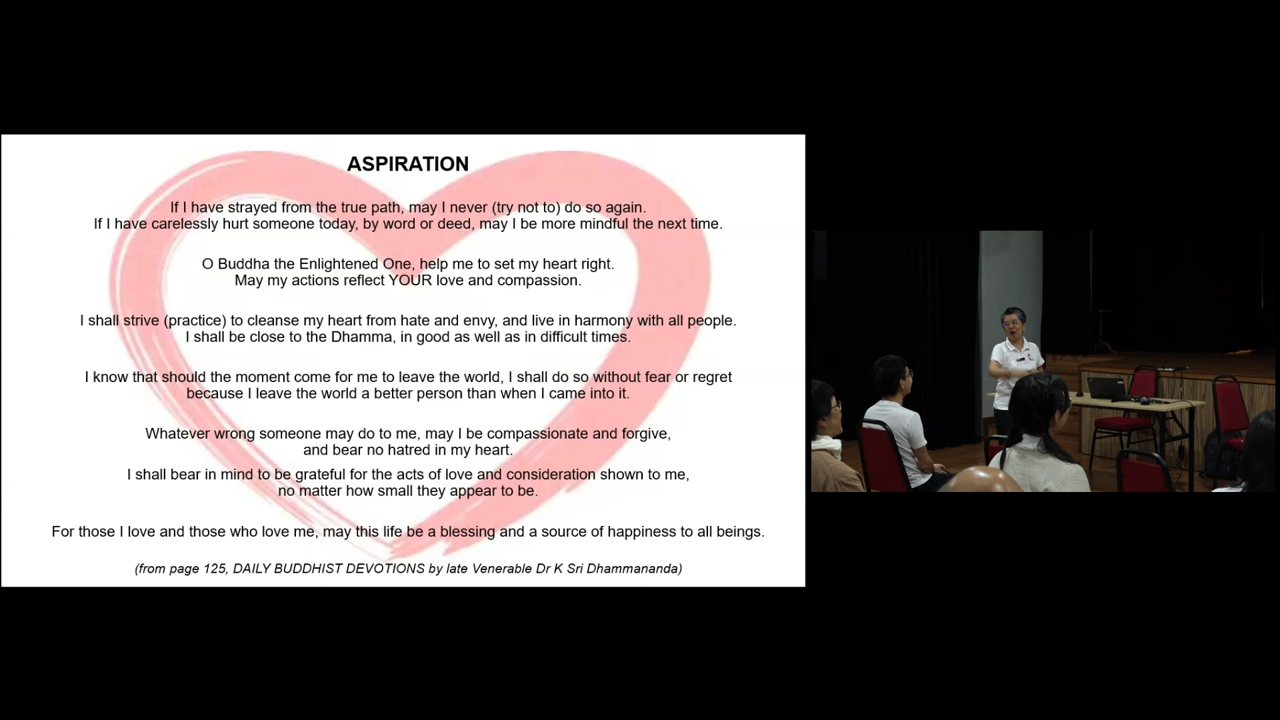 ASPIRATION
If I have strayed from the true path, may I never (try not to) do so again.
If I have carelessly hurt someone today, by word or deed, may I be more mindful the next time.
O Buddha the Enlightened One, help me to set my heart right.
May my actions reflect YOUR love and compassion.
I shall strive (practice) to cleanse my heart from hate and envy, and live in harmony with all people.
I shall be close to the Dhamma, in good as well as in difficult times.
I know that should the moment come for me to leave the world, I shall do so without fear or regret
because I leave the world a better person than when I came into it.
Whatever wrong someone may do to me, may I be compassionate and forgive,
and bear no hatred in my heart.
I shall bear in mind to be grateful for the acts of love and consideration shown to me,
no matter how small they appear to be.
For those I love and those who love me, may this life be a blessing and a source of happiness to all beings.
(from page 125, DAILY BUDDHIST DEVOTIONS by late Venerable Dr K Sri Dhammananda)